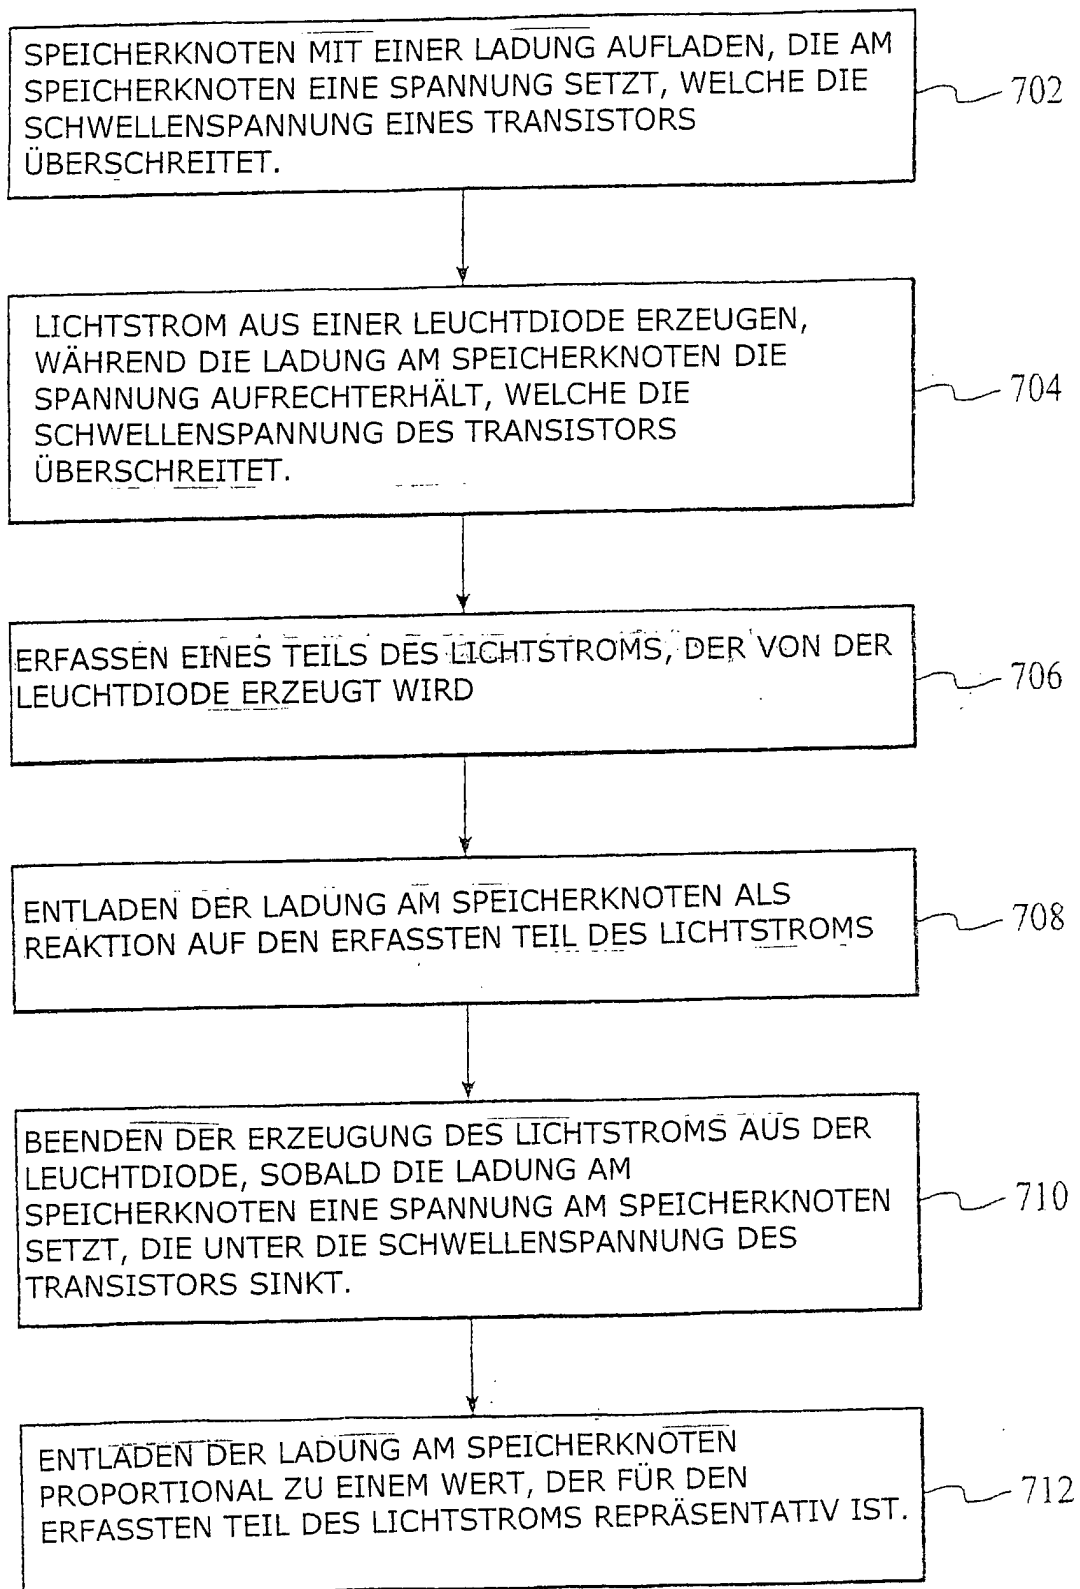 SPEICHERKNOTEN MIT EINER LADUNG AUFLADEN, DIE AM
SPEICHERKNOTEN EINE SPANNUNG SETZT, WELCHE DIE
SCHWELLENSPANNUNG EINES TRANSISTORS
ÜBERSCHREITET.
702
LICHTSTROM AUS EINER LEUCHTDIODE ERZEUGEN,
WÄHREND DIE LADUNG AM SPEICHERKNOTEN DIE
SPANNUNG AUFRECHTERHÄLT, WELCHE DIE
SCHWELLENSPANNUNG DES TRANSISTORS
ÜBERSCHREITET.
704
ERFASSEN EINES TEILS DES LICHTSTROMS, DER VON DER
LEUCHTDIODE ERZEUGT WIRD
706
ENTLADEN DER LADUNG AM SPEICHERKNOTEN ALS
REAKTION AUF DEN ERFASSTEN TEIL DES LICHTSTROMS
708
BEENDEN DER ERZEUGUNG DES LICHTSTROMS AUS DER
LEUCHTDIODE, SOBALD DIE LADUNG AM
SPEICHERKNOTEN EINE SPANNUNG AM SPEICHERKNOTEN
SETZT, DIE UNTER DIE SCHWELLENSPANNUNG DES
TRANSISTORS SINKT.
710
ENTLADEN DER LADUNG AM SPEICHERKNOTEN
PROPORTIONAL ZU EINEM WERT, DER FÜR DEN
ERFASSTEN TEIL DES LICHTSTROMS REPRÄSENTATIV IST.
712